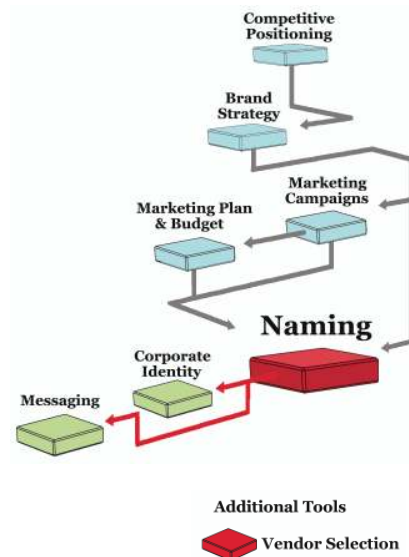 Competitive
Positioning
Brand
Strategy
Marketing
Campaigns
Marketing Plan
& Budget
Naming
Corporate
Identity
Messaging
Additional Tools
Vendor Selection